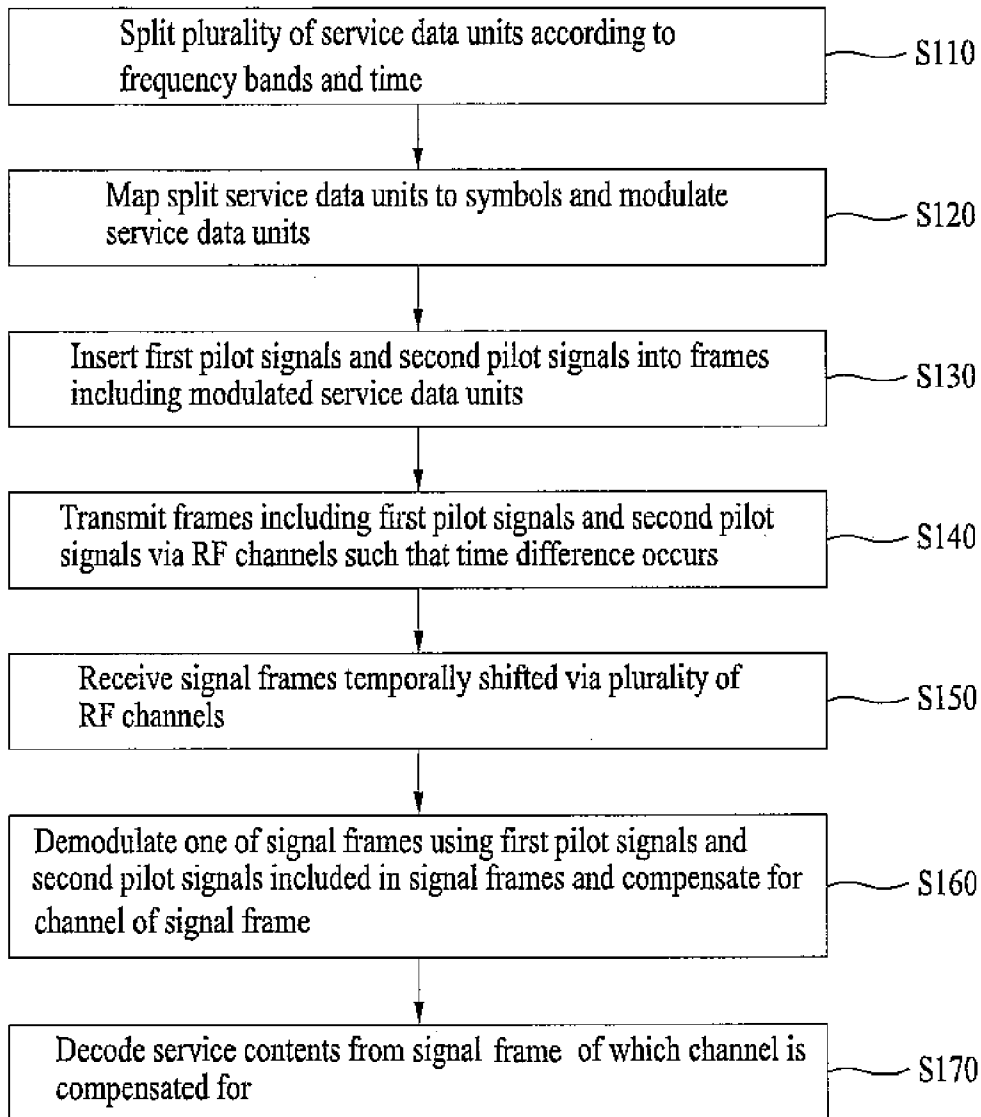 Split plurality of service data units according to
frequency bands and time
S110
Map split service data units to symbols and modulate
service data units
S120
Insert first pilot signals and second pilot signals into frames
including modulated service data units
S130
Transmit frames including first pilot signals and second pilot
signals via RF channels such that time difference occurs
S140
Receive signal frames temporally shifted via plurality of
RF channels
S150
Demodulate one of signal frames using first pilot signals and
second pilot signals included in signal frames and compensate for
channel of signal frame
S160
Decode service contents from signal frame of which channel is
compensated for
S170